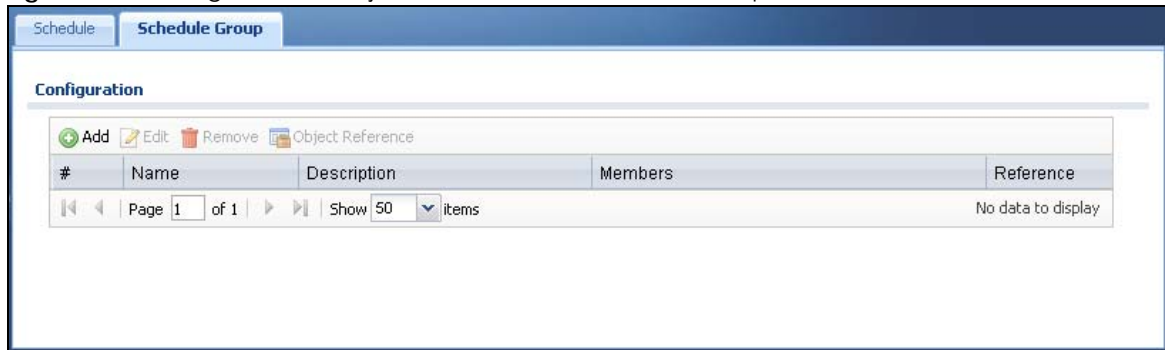 Schedule Schedule Group
Configuration
Add Edit Remove Object Reference
# Name Description Members Reference
Page 1 of 1 Show 50 items No data to display